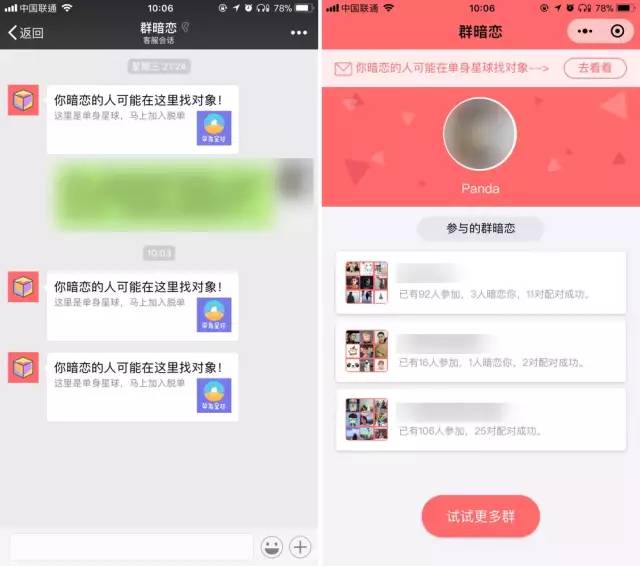 中国联通
10:06
78%
返回
群暗恋
客服会话
星期三 21:24
你暗恋的人可能在这里找对象！
这里是单身星球，马上加入脱单
单身星球
10:03
你暗恋的人可能在这里找对象！
这里是单身星球，马上加入脱单
单身星球
你暗恋的人可能在这里找对象！
这里是单身星球，马上加入脱单
单身星球
中国联通
10:06
78%
群暗恋
你暗恋的人可能在单身星球找对象~~>
去看看
Panda
参与的群暗恋
已有92人参加，3人暗恋你，11对配对成功。
已有16人参加，1人暗恋你，2对配对成功。
已有106人参加，25对配对成功。
试试更多群